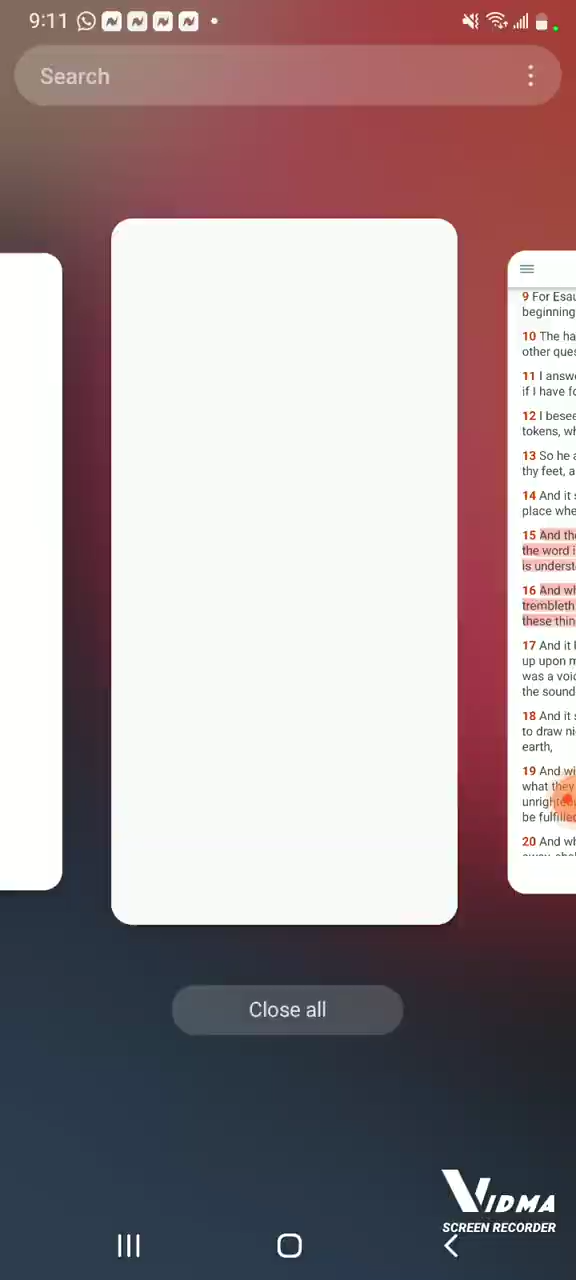 9:11
Search
9 For Esau
beginning
10 The ha
other ques
11 I answe
if I have fo
12 I besee
tokens, wh
13 So he a
thy feet, a
14 And it s
place whe
15 And the
the word i
is underst
16 And wh
trembleth
these thin
17 And it
up upon m
was a voic
the sound
18 And it s
to draw ni
earth,
19 And wi
what they
unrighteou
be fulfilled
20 And wh
Close all
VIDMA
SCREEN RECORDER